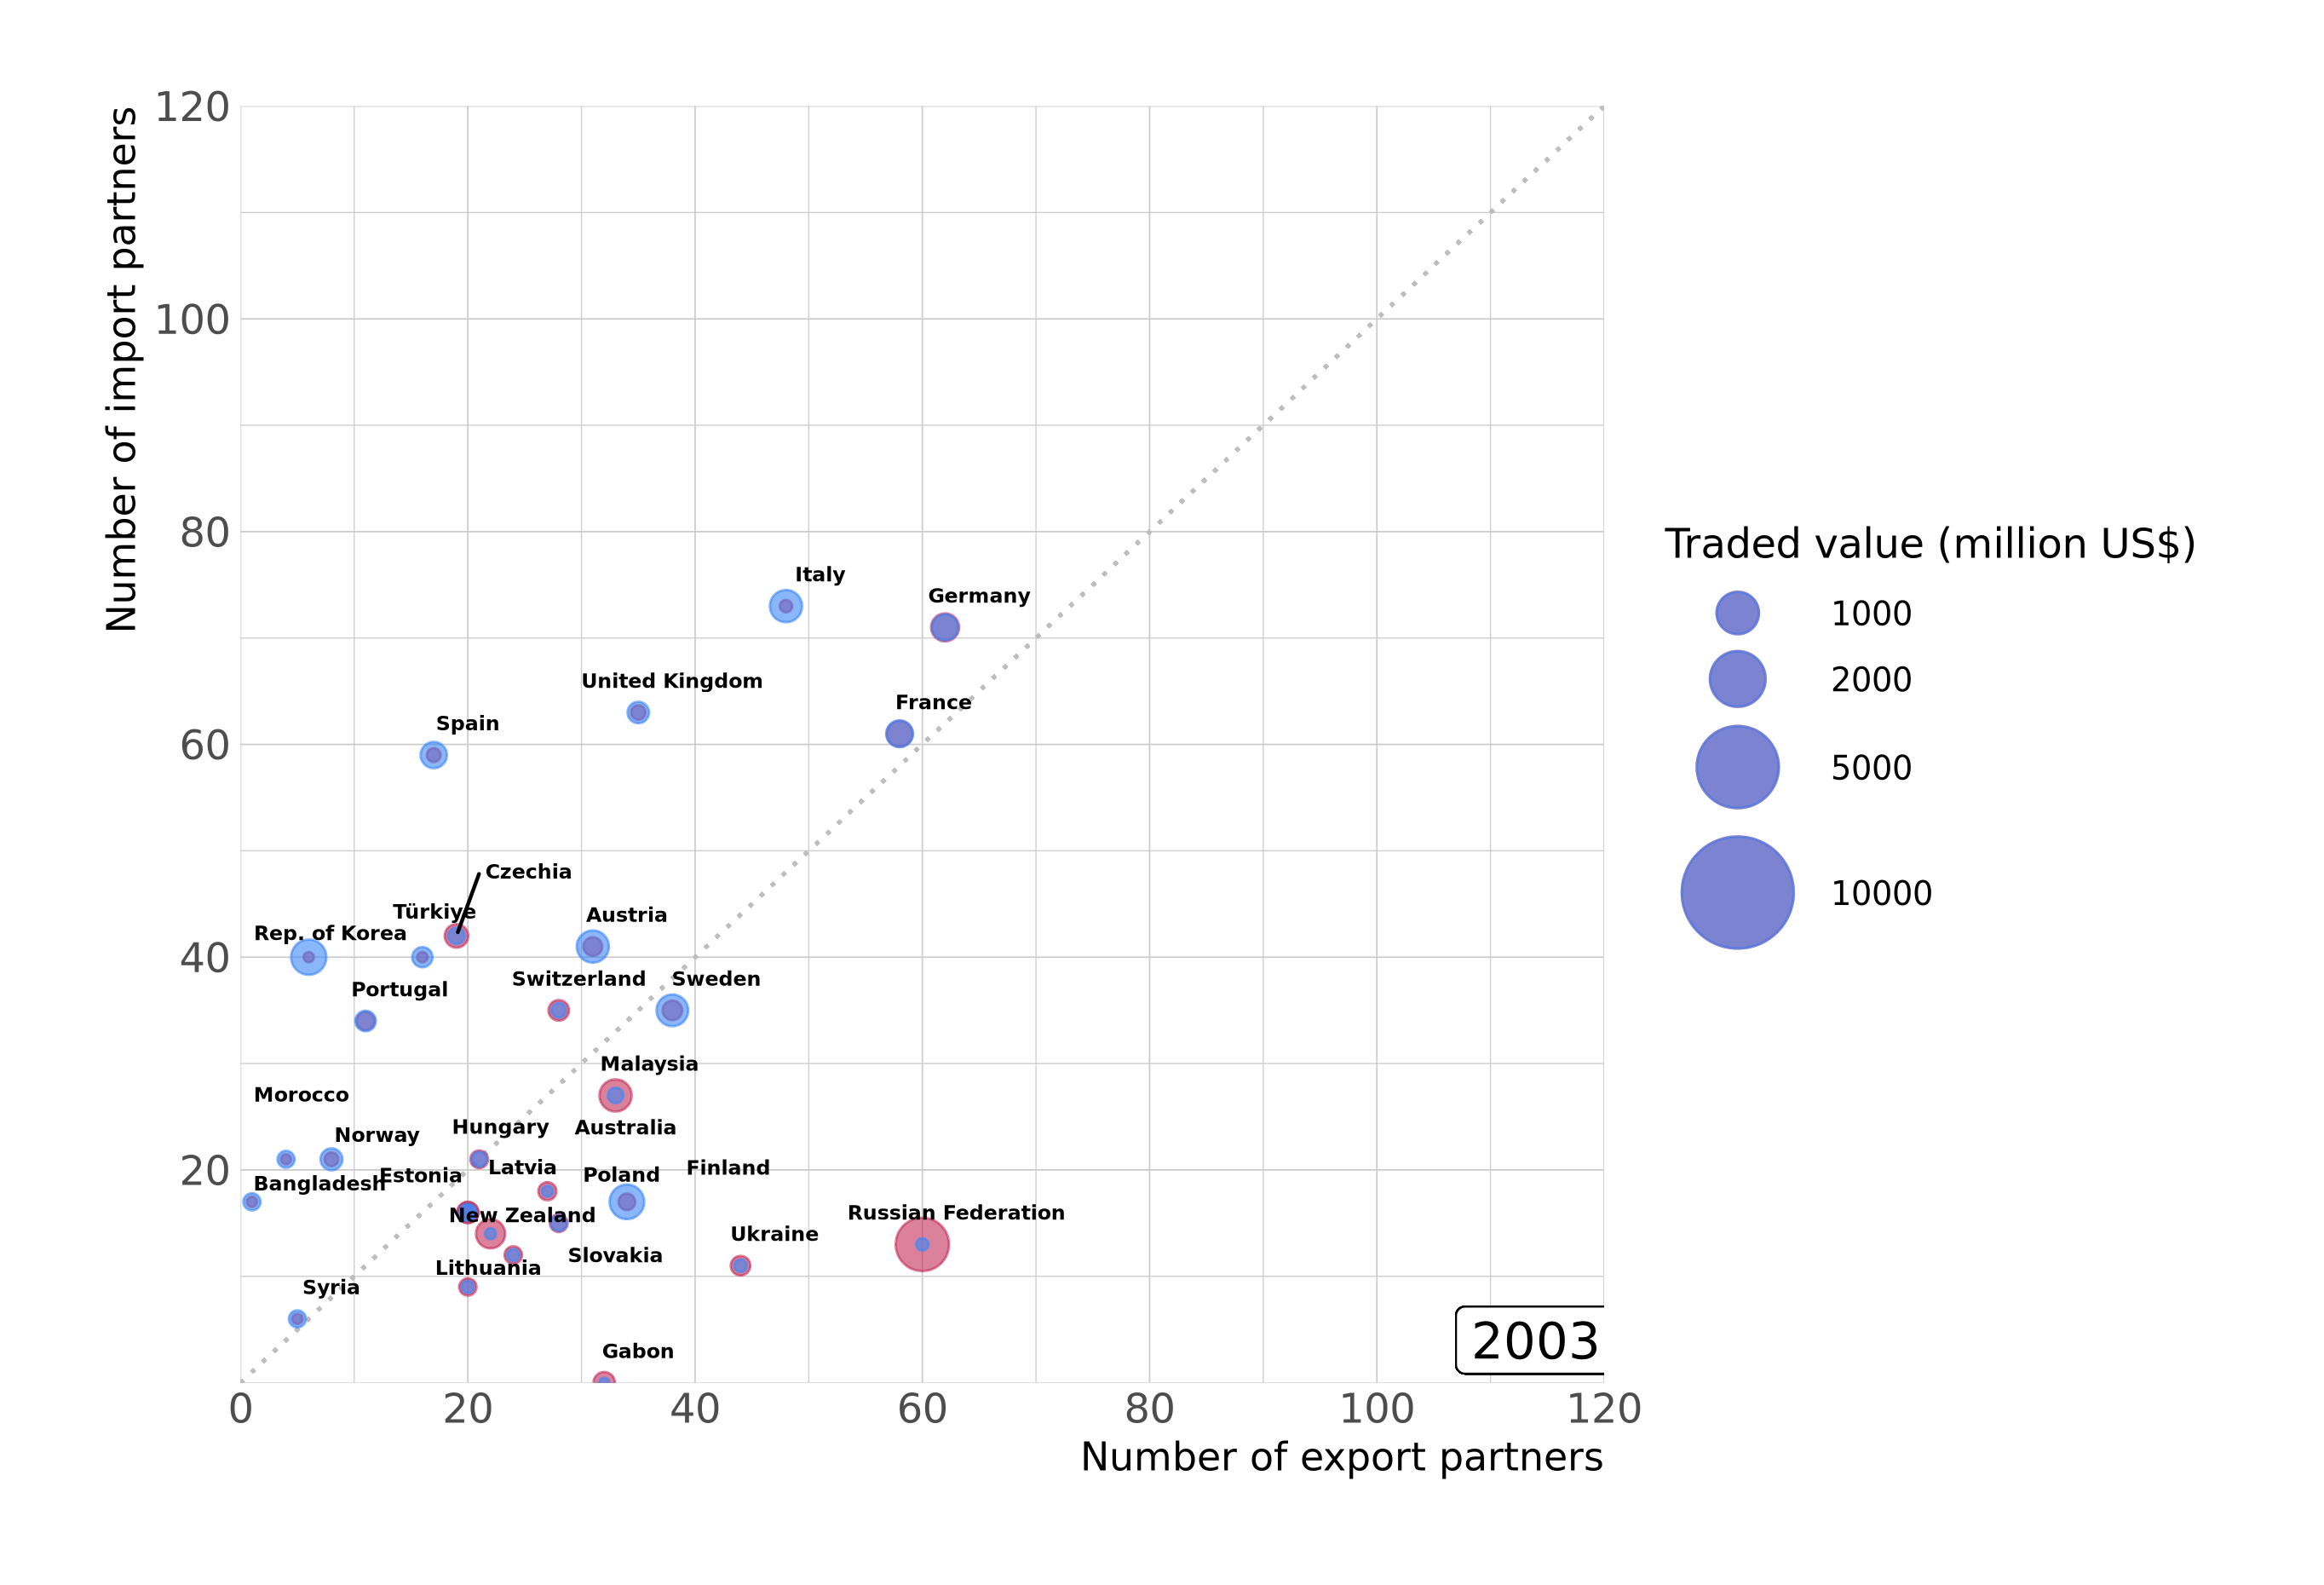 120
100
80
60
40
20
Number of import partners
Italy
Germany
United Kingdom
France
Spain
Czechia
Türkiye
Austria
Rep. of Korea
Switzerland
Sweden
Portugal
Malaysia
Morocco
Hungary
Australia
Norway
Latvia
Finland
Estonia
Poland
Bangladesh
New Zealand
Russian Federation
Ukraine
Slovakia
Lithuania
Syria
Gabon
2003
0
20
40
60
80
100
120
Number of export partners
Traded value (million US$)
1000
2000
5000
10000